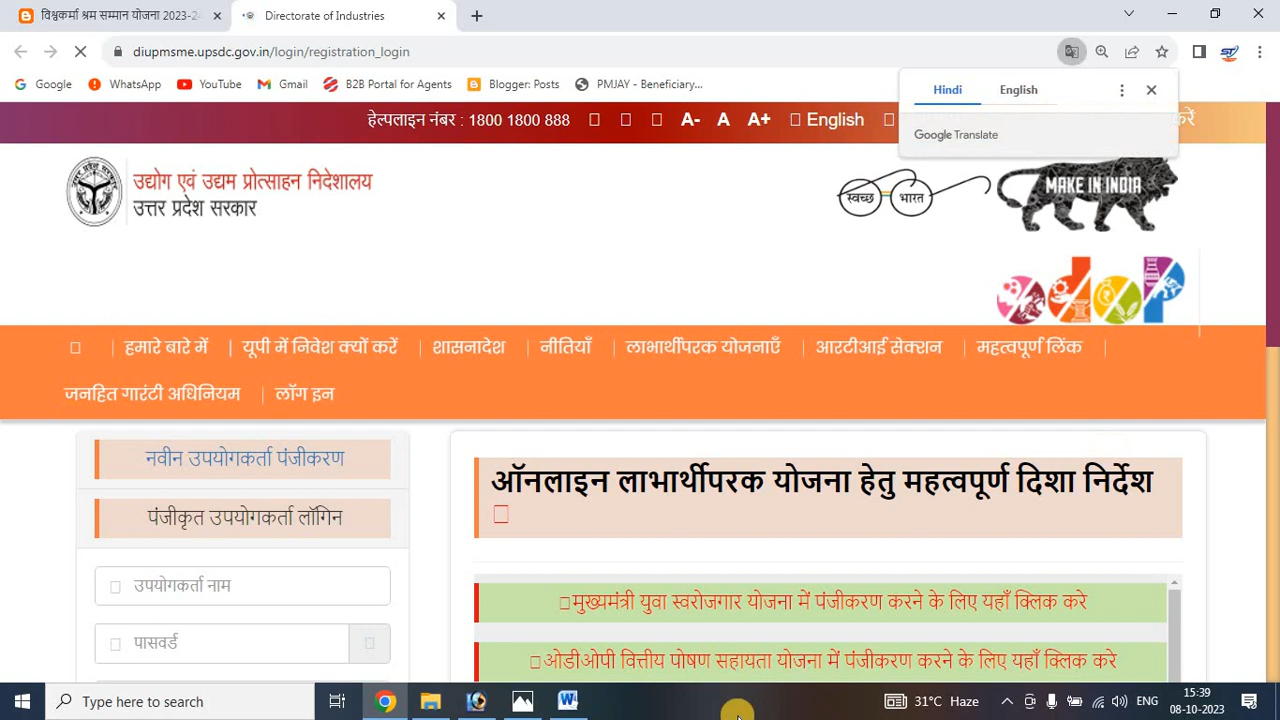 विश्वकर्मा श्रम सम्मान योजना 2023-2
Directorate of Industries
diupmsme.upsdc.gov.in/login/registration_login
Google
WhatsApp
YouTube
Gmail
B2B Portal for Agents
Blogger: Posts
PMJAY - Beneficiary...
Hindi
English
Google Translate
हेल्पलाइन नंबर : 1800 1800 888
A-
A
A+
English
करें
उद्योग एवं उद्यम प्रोत्साहन निदेशालय
उत्तर प्रदेश सरकार
स्वच्छ भारत
MAKE IN INDIA
odop
हमारे बारे में
यूपी में निवेश क्यों करें
शासनादेश
नीतियाँ
लाभार्थीपरक योजनाएँ
आरटीआई सेक्शन
महत्वपूर्ण लिंक
जनहित गारंटी अधिनियम
लॉग इन
नवीन उपयोगकर्ता पंजीकरण
पंजीकृत उपयोगकर्ता लॉगिन
उपयोगकर्ता नाम
पासवर्ड
ऑनलाइन लाभार्थीपरक योजना हेतु महत्वपूर्ण दिशा निर्देश
मुख्यमंत्री युवा स्वरोजगार योजना में पंजीकरण करने के लिए यहाँ क्लिक करे
ओडीओपी वित्तीय पोषण सहायता योजना में पंजीकरण करने के लिए यहाँ क्लिक करे
Type here to search
31°C Haze
ENG
15:39
08-10-2023